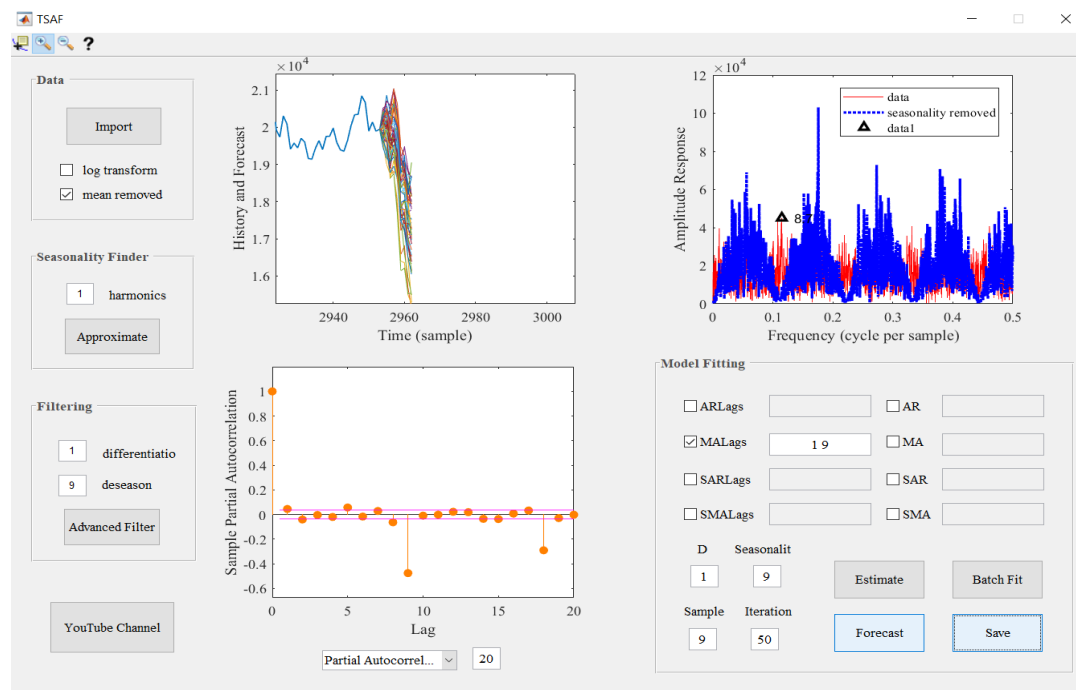 TSAF
?
Data
Import
log transform
mean removed
Seasonality Finder
1 harmonics
Approximate
Filtering
1 differentiatio
9 deseason
Advanced Filter
YouTube Channel
×10^4
2.1
2
1.9
1.8
1.7
1.6
2940 2960 2980 3000
History and Forecast
Time (sample)
1
0.8
0.6
0.4
0.2
0
-0.2
-0.4
-0.6
0 5 10 15 20
Sample Partial Autocorrelation
Lag
Partial Autocorrel...
20
×10^4
12
10
8
6
4
2
0
0 0.1 0.2 0.3 0.4 0.5
Amplitude Response
Frequency (cycle per sample)
data
seasonality removed
data1
Model Fitting
ARLags AR
MALags 1 9 MA
SARLags SAR
SMALags SMA
D Seasonalit
1 9
Estimate Batch Fit
Sample Iteration
9 50
Forecast Save